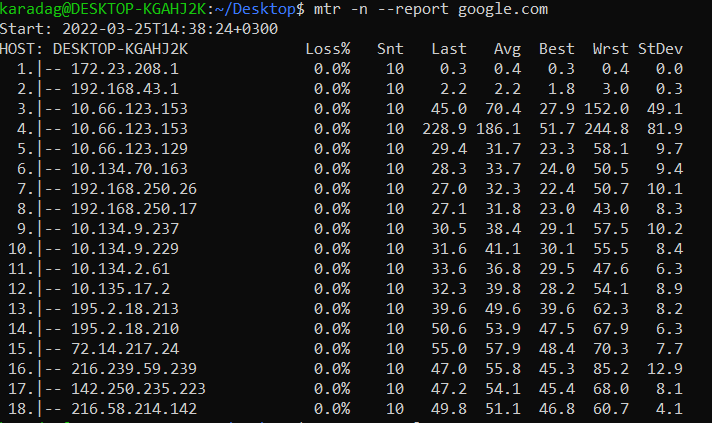 karadag@DESKTOP-KGAHJ2K:~/Desktop$ mtr -n --report google.com
Start: 2022-03-25T14:38:24+0300
HOST: DESKTOP-KGAHJ2K Loss% Snt Last Avg Best Wrst StDev
1.|-- 172.23.208.1 0.0% 10 0.3 0.4 0.3 0.4 0.0
2.|-- 192.168.43.1 0.0% 10 2.2 2.2 1.8 3.0 0.3
3.|-- 10.66.123.153 0.0% 10 45.0 70.4 27.9 152.0 49.1
4.|-- 10.66.123.153 0.0% 10 228.9 186.1 51.7 244.8 81.9
5.|-- 10.66.123.129 0.0% 10 29.4 31.7 23.3 58.1 9.7
6.|-- 10.134.70.163 0.0% 10 28.3 33.7 24.0 50.5 9.4
7.|-- 192.168.250.26 0.0% 10 27.0 32.3 22.4 50.7 10.1
8.|-- 192.168.250.17 0.0% 10 27.1 31.8 23.0 43.0 8.3
9.|-- 10.134.9.237 0.0% 10 30.5 38.4 29.1 57.5 10.2
10.|-- 10.134.9.229 0.0% 10 31.6 41.1 30.1 55.5 8.4
11.|-- 10.134.2.61 0.0% 10 33.6 36.8 29.5 47.6 6.3
12.|-- 10.135.17.2 0.0% 10 32.3 39.8 28.2 54.1 8.9
13.|-- 195.2.18.213 0.0% 10 39.6 49.6 39.6 62.3 8.2
14.|-- 195.2.18.210 0.0% 10 50.6 53.9 47.5 67.9 6.3
15.|-- 72.14.217.24 0.0% 10 55.0 57.9 48.4 70.3 7.7
16.|-- 216.239.59.239 0.0% 10 47.0 55.8 45.3 85.2 12.9
17.|-- 142.250.235.223 0.0% 10 47.2 54.1 45.4 68.0 8.1
18.|-- 216.58.214.142 0.0% 10 49.8 51.1 46.8 60.7 4.1